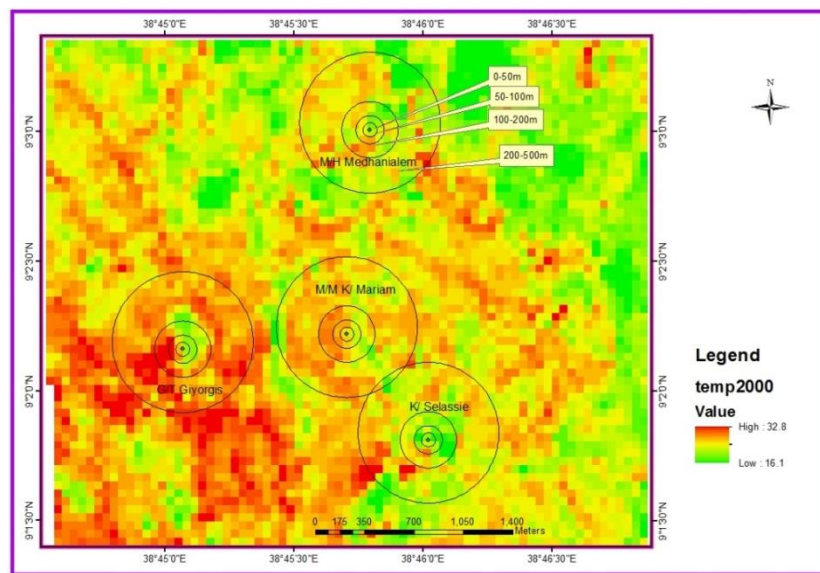 38°45'0"E 38°45'30"E 38°46'0"E 38°46'30"E
0-50m
50-100m
100-200m
200-500m
N
9°3'0"N 9°3'0"N
M/H Medhanialem
9°2'30"N 9°2'30"N
M/M K/ Mariam
9°2'0"N 9°2'0"N
G/T Giyorgis
K/ Selassie
9°1'30"N 9°1'30"N
0 175 350 700 1,050 1,400
Meters
38°45'0"E 38°45'30"E 38°46'0"E 38°46'30"E
Legend
temp2000
Value
High : 32.8
Low : 16.1